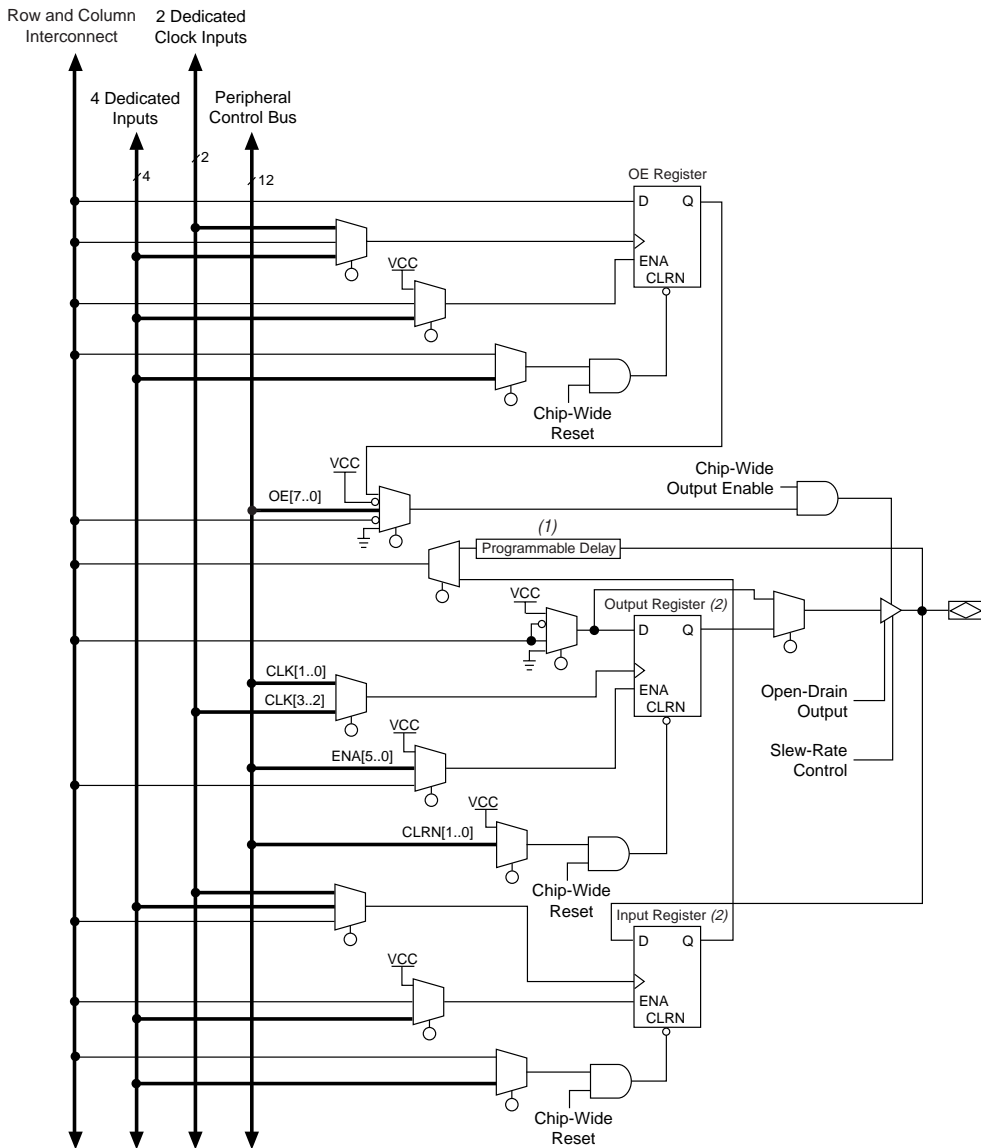 Row and Column
Interconnect
2 Dedicated
Clock Inputs
4 Dedicated
Inputs
Peripheral
Control Bus
2
4
12
OE Register
D Q
ENA
CLRN
VCC
Chip-Wide
Reset
VCC
OE[7..0]
Chip-Wide
Output Enable
(1)
Programmable Delay
VCC
Output Register (2)
D Q
ENA
CLRN
CLK[1..0]
CLK[3..2]
Open-Drain
Output
VCC
ENA[5..0]
Slew-Rate
Control
VCC
CLRN[1..0]
Chip-Wide
Reset
Input Register (2)
D Q
ENA
CLRN
VCC
Chip-Wide
Reset